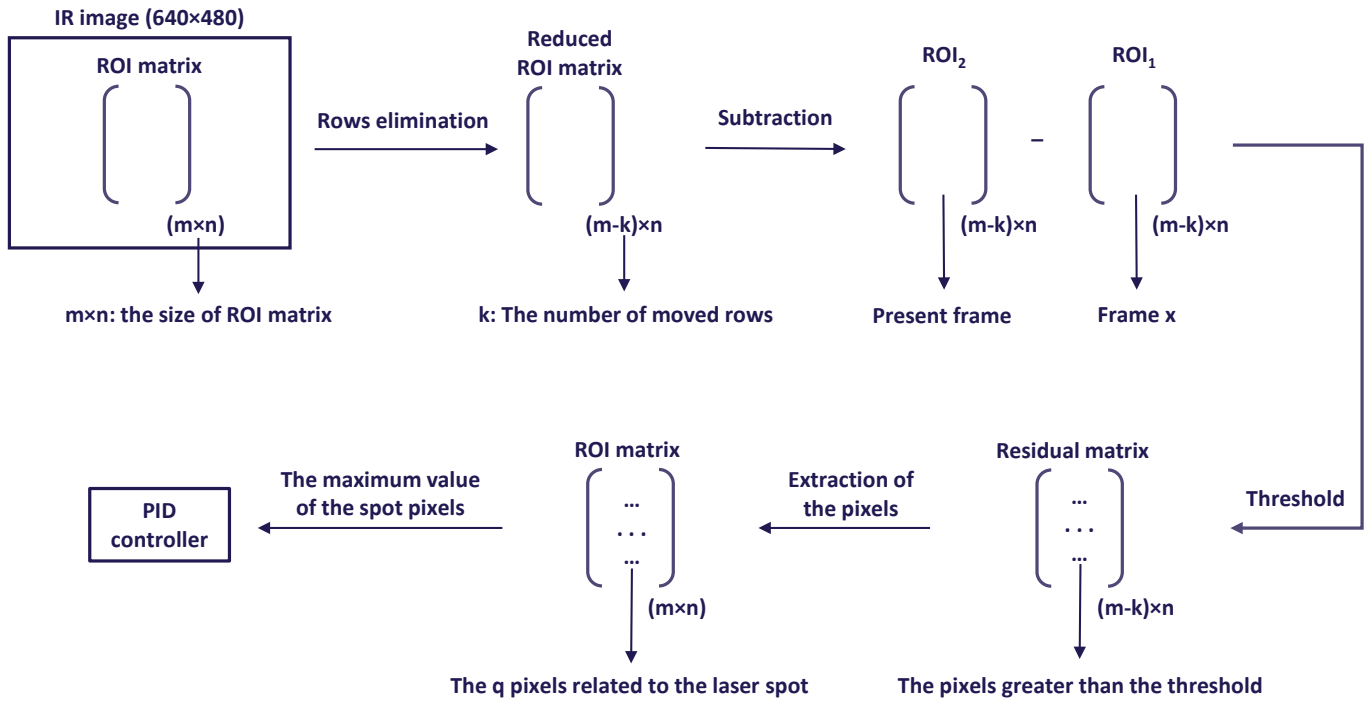 IR image (640×480)
ROI matrix
(m×n)
m×n: the size of ROI matrix
Rows elimination
Reduced
ROI matrix
(m-k)×n
k: The number of moved rows
Subtraction
ROI₂
(m-k)×n
Present frame
–
ROI₁
(m-k)×n
Frame x
Threshold
Residual matrix
...
. . .
...
(m-k)×n
The pixels greater than the threshold
Extraction of
the pixels
ROI matrix
...
. . .
...
(m×n)
The q pixels related to the laser spot
The maximum value
of the spot pixels
PID
controller